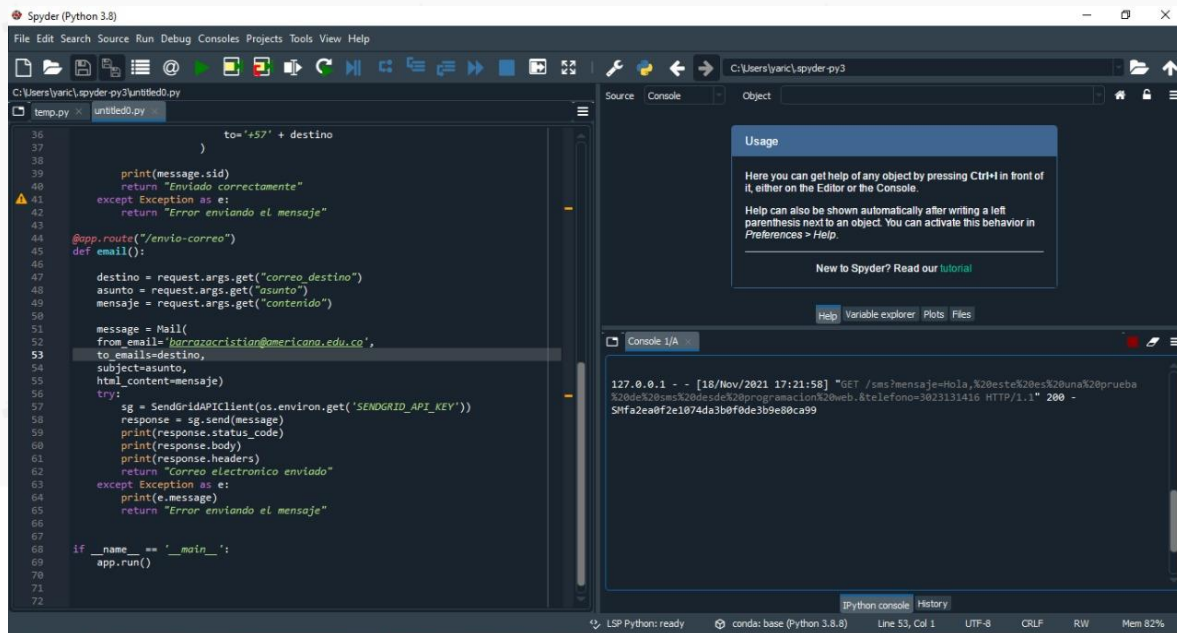 Spyder (Python 3.8)
File Edit Search Source Run Debug Consoles Projects Tools View Help
C:\Users\yaric\.spyder-py3
C:\Users\yaric\.spyder-py3\untitled0.py
temp.py
untitled0.py
36 to='+57' + destino
37 )
38
39 print(message.sid)
40 return "Enviado correctamente"
41 except Exception as e:
42 return "Error enviando el mensaje"
43
44 @app.route("/envio-correo")
45 def email():
46
47 destino = request.args.get("correo_destino")
48 asunto = request.args.get("asunto")
49 mensaje = request.args.get("contenido")
50
51 message = Mail(
52 from_email='barrazacristian@americana.edu.co',
53 to_emails=destino,
54 subject=asunto,
55 html_content=mensaje)
56 try:
57 sg = SendGridAPIClient(os.environ.get('SENDGRID_API_KEY'))
58 response = sg.send(message)
59 print(response.status_code)
60 print(response.body)
61 print(response.headers)
62 return "Correo electronico enviado"
63 except Exception as e:
64 print(e.message)
65 return "Error enviando el mensaje"
66
67
68 if __name__ == '__main__':
69 app.run()
70
71
72
Source Console Object
Usage
Here you can get help of any object by pressing Ctrl+I in front of
it, either on the Editor or the Console.
Help can also be shown automatically after writing a left
parenthesis next to an object. You can activate this behavior in
Preferences > Help.
New to Spyder? Read our tutorial
Help Variable explorer Plots Files
Console 1/A
127.0.0.1 - - [18/Nov/2021 17:21:58] "GET /sms?mensaje=Hola,%20este%20es%20una%20prueba
%20de%20sms%20desde%20programacion%20web.&telefono=3023131416 HTTP/1.1" 200 -
SMfa2ea0f2e1074da3b0f0de3b9e80ca99
IPython console History
LSP Python: ready conda: base (Python 3.8.8) Line 53, Col 1 UTF-8 CRLF RW Mem 82%